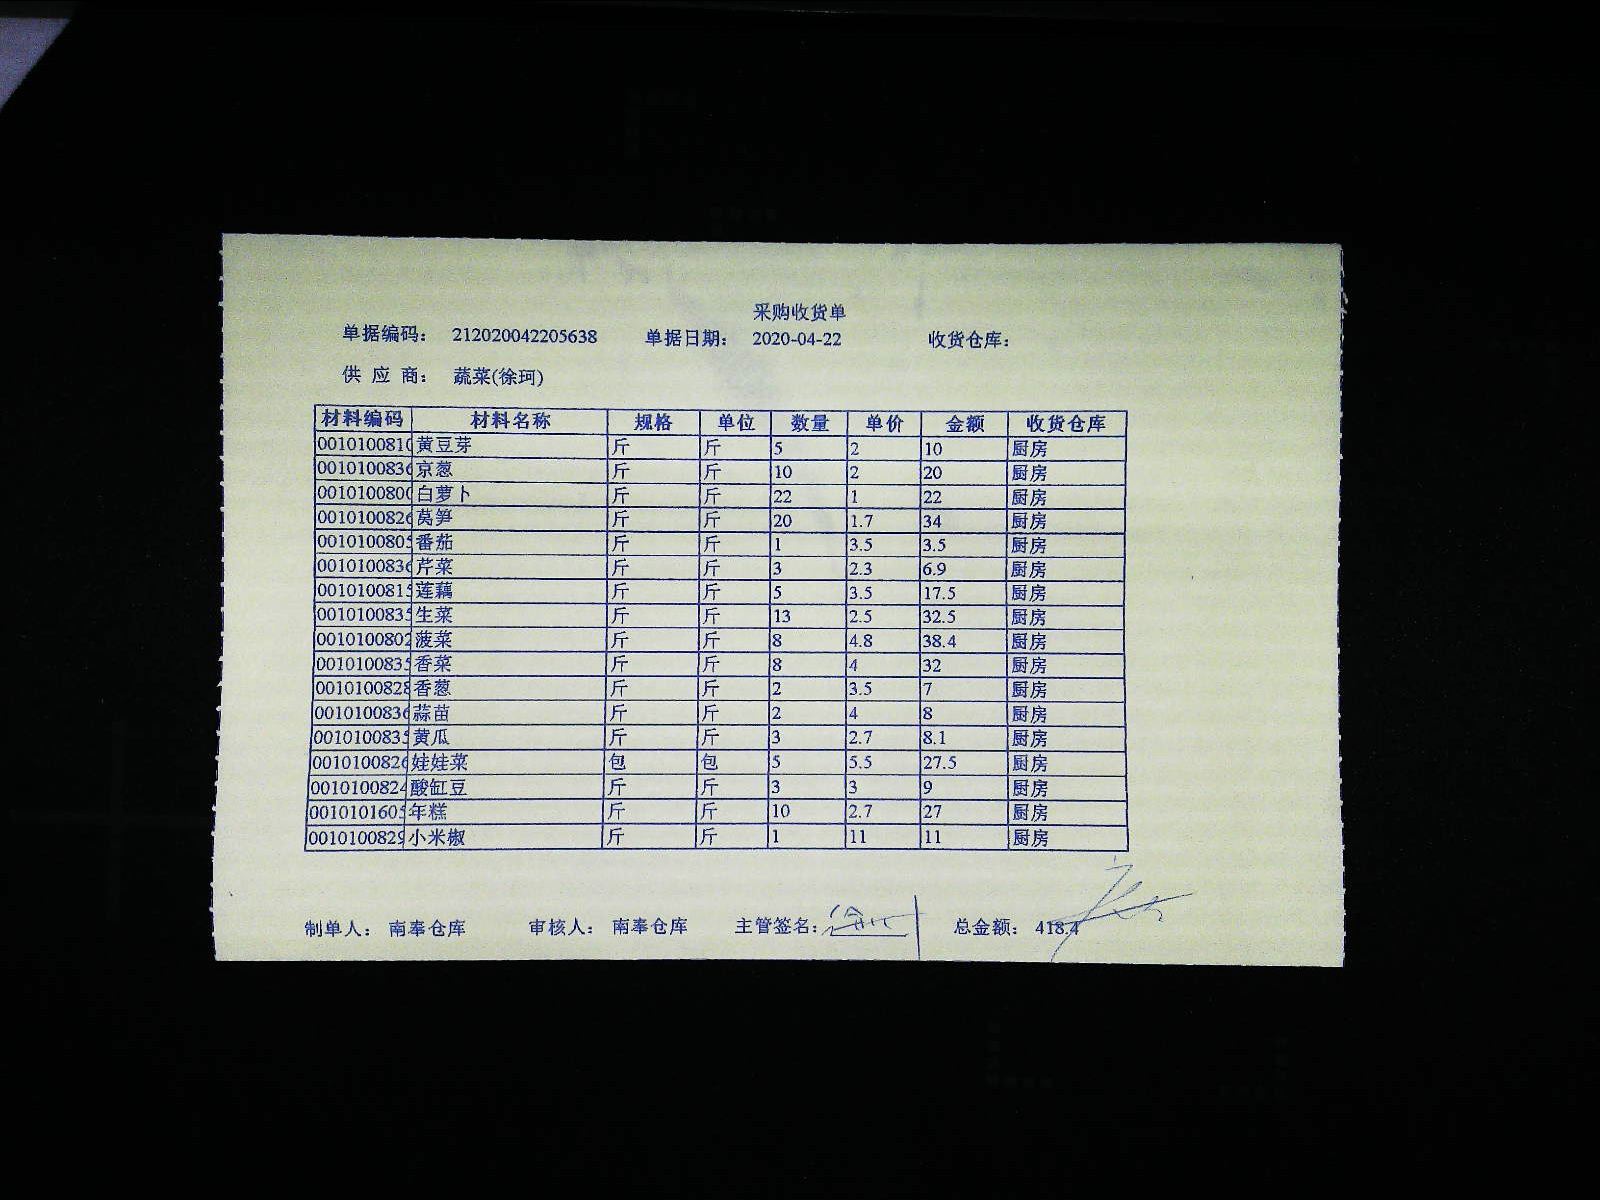 采购收货单
单据编码： 212020042205638 单据日期： 2020-04-22 收货仓库：
供 应 商： 蔬菜(徐珂)
材料编码 材料名称 规格 单位 数量 单价 金额 收货仓库
001010081 黄豆芽 斤 斤 5 2 10 厨房
001010083 京葱 斤 斤 10 2 20 厨房
001010080 白萝卜 斤 斤 22 1 22 厨房
001010082 莴笋 斤 斤 20 1.7 34 厨房
001010080 番茄 斤 斤 1 3.5 3.5 厨房
001010083 芹菜 斤 斤 3 2.3 6.9 厨房
001010081 莲藕 斤 斤 5 3.5 17.5 厨房
001010083 生菜 斤 斤 13 2.5 32.5 厨房
001010080 菠菜 斤 斤 8 4.8 38.4 厨房
001010083 香菜 斤 斤 8 4 32 厨房
001010082 香葱 斤 斤 2 3.5 7 厨房
001010083 蒜苗 斤 斤 2 4 8 厨房
001010083 黄瓜 斤 斤 3 2.7 8.1 厨房
001010082 娃娃菜 包 包 5 5.5 27.5 厨房
001010082 酸缸豆 斤 斤 3 3 9 厨房
001010160 年糕 斤 斤 10 2.7 27 厨房
001010082 小米椒 斤 斤 1 11 11 厨房
制单人： 南奉仓库 审核人： 南奉仓库 主管签名： 总金额： 418.4